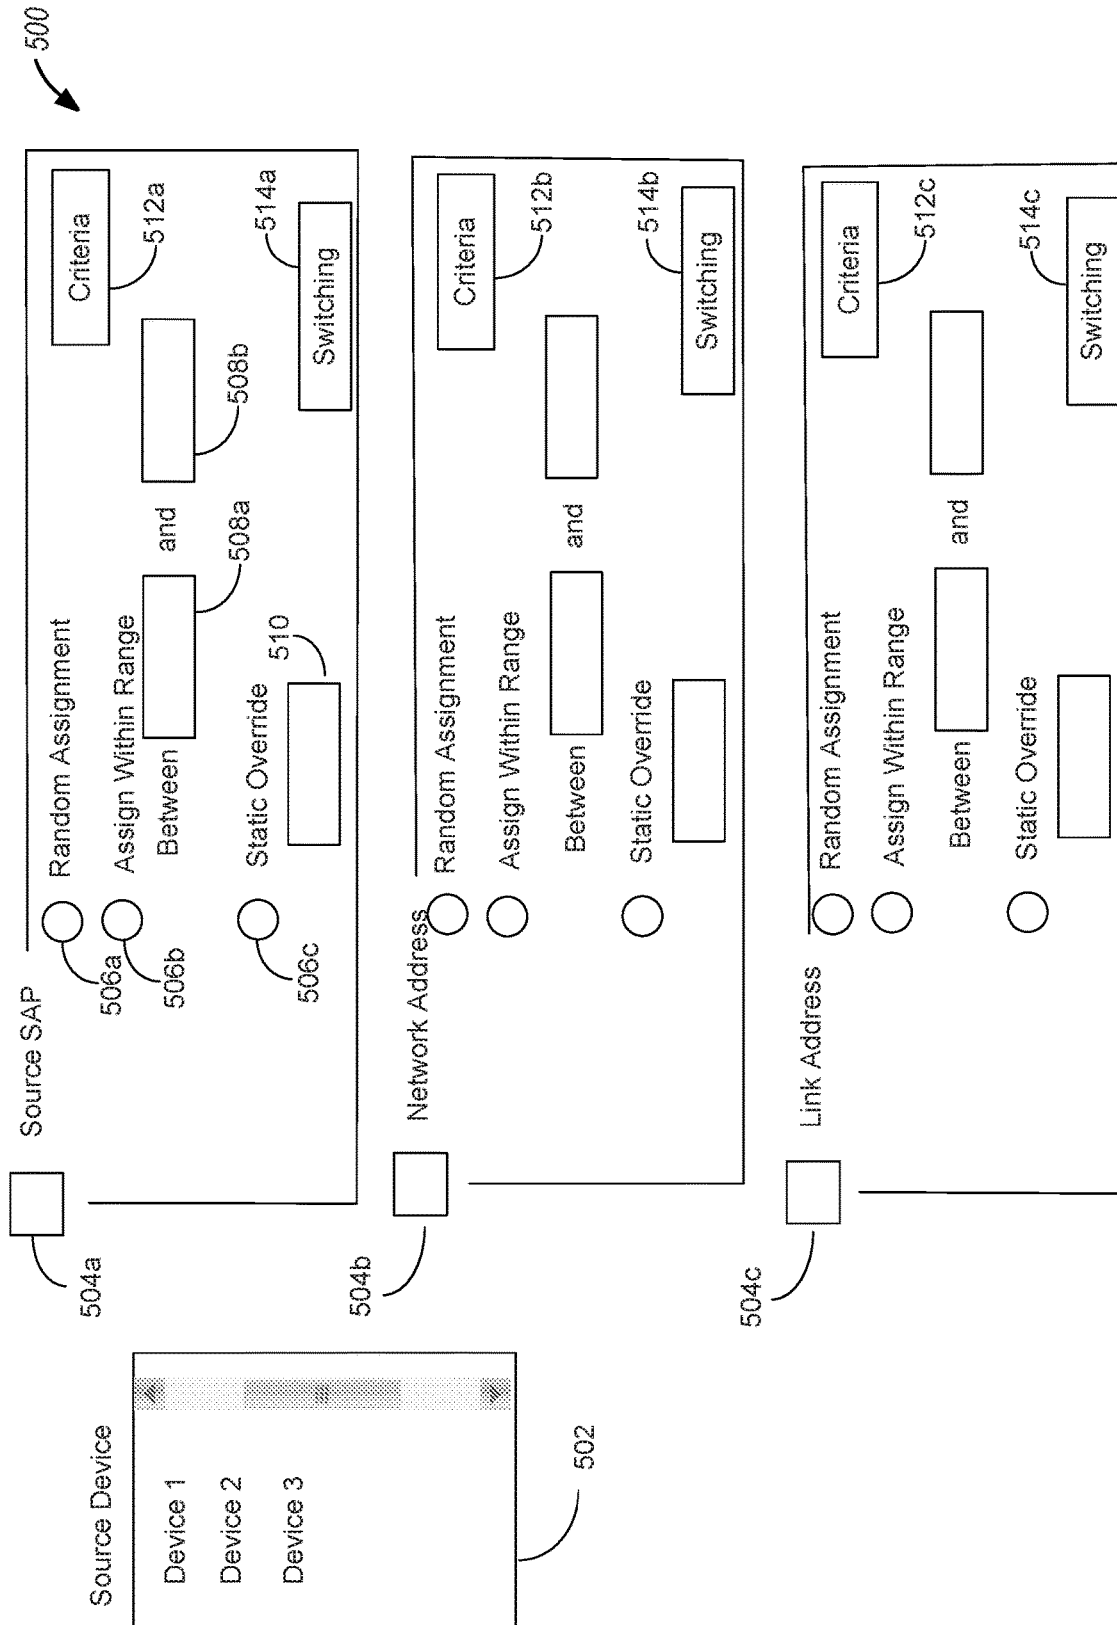 500
Source Device
Device 1
Device 2
Device 3
502
504a
Source SAP
506a
Random Assignment
506b
Assign Within Range
Between
and
508a
508b
506c
Static Override
510
Criteria
512a
514a
Switching
504b
Network Address
Random Assignment
Assign Within Range
Between
and
Static Override
Criteria
512b
514b
Switching
504c
Link Address
Random Assignment
Assign Within Range
Between
and
Static Override
Criteria
512c
514c
Switching